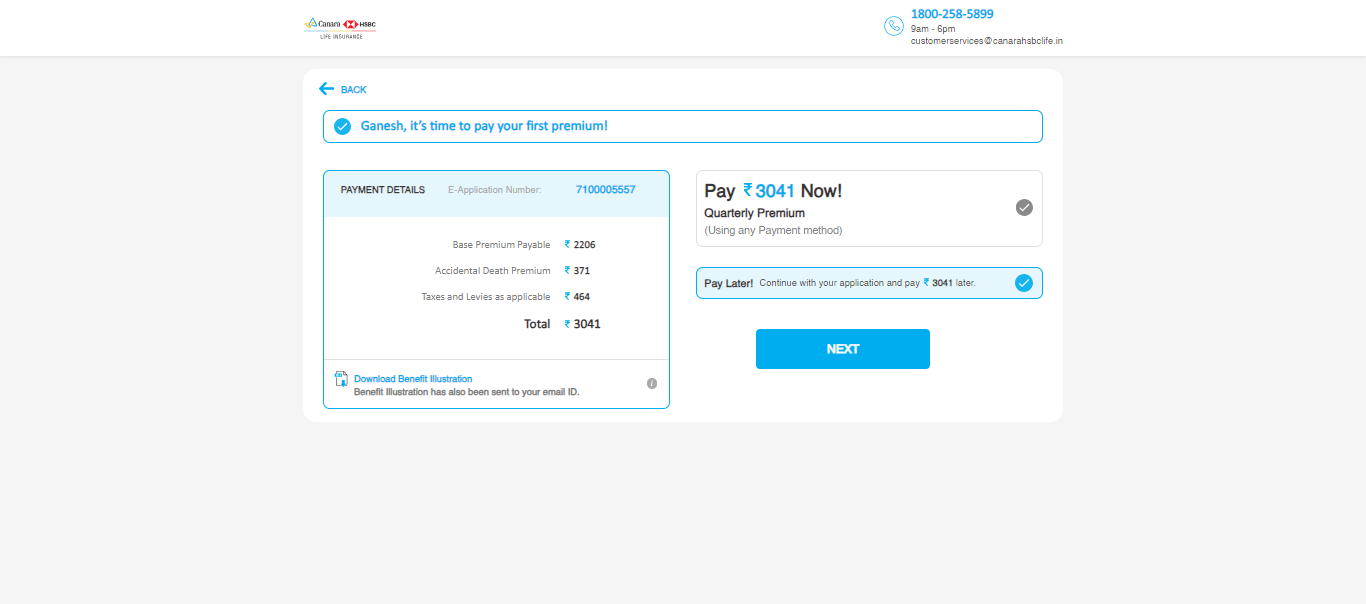 Canara HSBC
LIFE INSURANCE
1800-258-5899
9am - 6pm
customerservices@canarahsbclife.in
BACK
Ganesh, it's time to pay your first premium!
PAYMENT DETAILS E-Application Number: 7100005557
Base Premium Payable ₹ 2206
Accidental Death Premium ₹ 371
Taxes and Levies as applicable ₹ 464
Total ₹ 3041
Download Benefit Illustration
Benefit Illustration has also been sent to your email ID.
i
Pay ₹ 3041 Now!
Quarterly Premium
(Using any Payment method)
Pay Later! Continue with your application and pay ₹ 3041 later.
NEXT